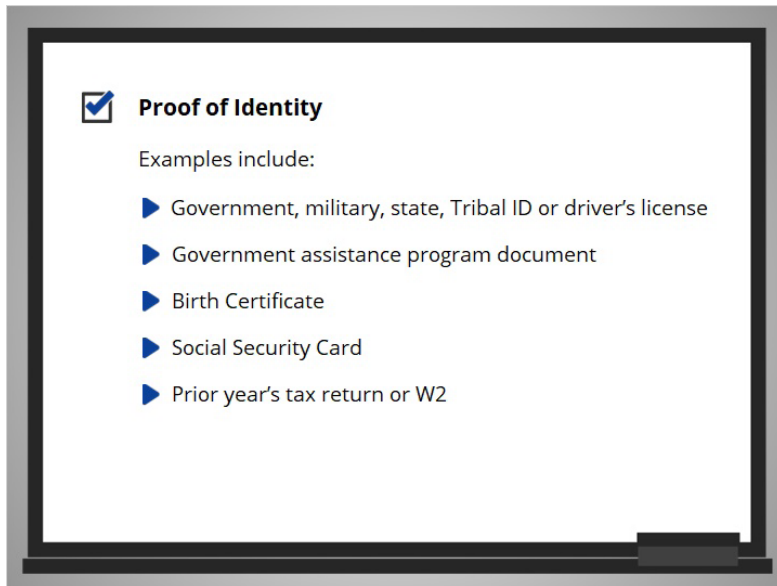 Proof of Identity
Examples include:
Government, military, state, Tribal ID or driver’s license
Government assistance program document
Birth Certificate
Social Security Card
Prior year’s tax return or W2